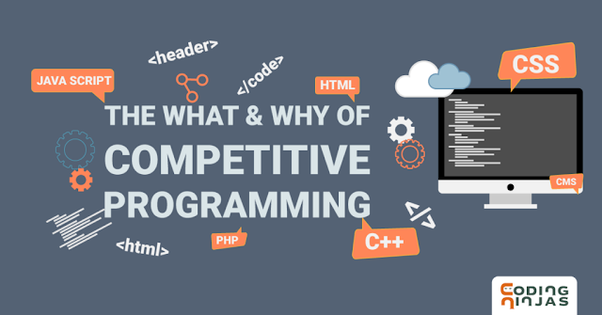 <header>
CSS
JAVA SCRIPT
</code>
HTML
THE WHAT & WHY OF
COMPETITIVE
PROGRAMMING
CMS
</>
<html>
PHP
C++
CODING
NINJAS